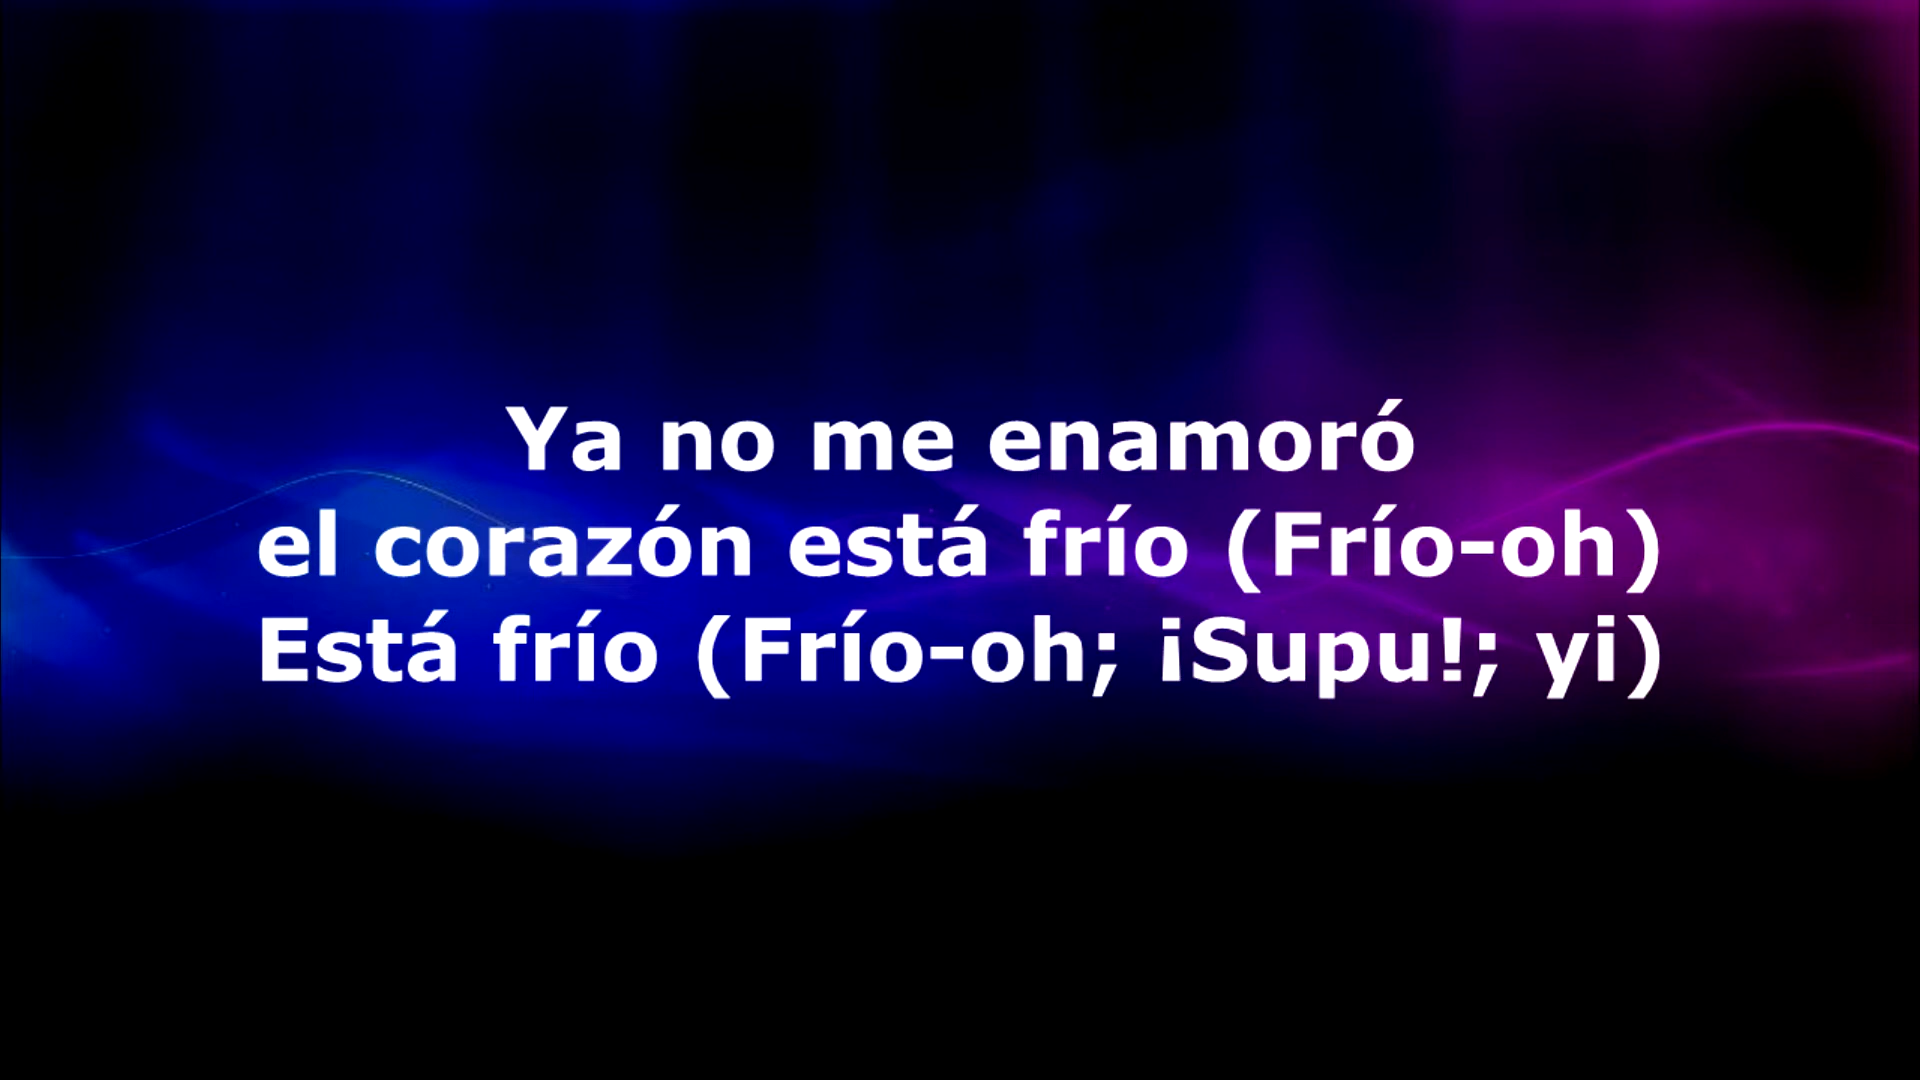 Ya no me enamoró
el corazón está frío (Frío-oh)
Está frío (Frío-oh; ¡Supu!; yi)